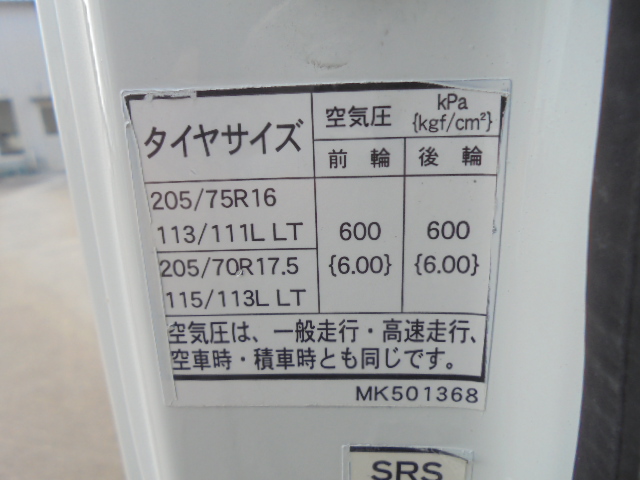 タイヤサイズ
空気圧 kPa {kgf/cm²}
前輪 後輪
205/75R16
113/111L LT
600 600
205/70R17.5
{6.00} {6.00}
115/113L LT
空気圧は、一般走行・高速走行、
空車時・積車時とも同じです。
MK501368
SRS